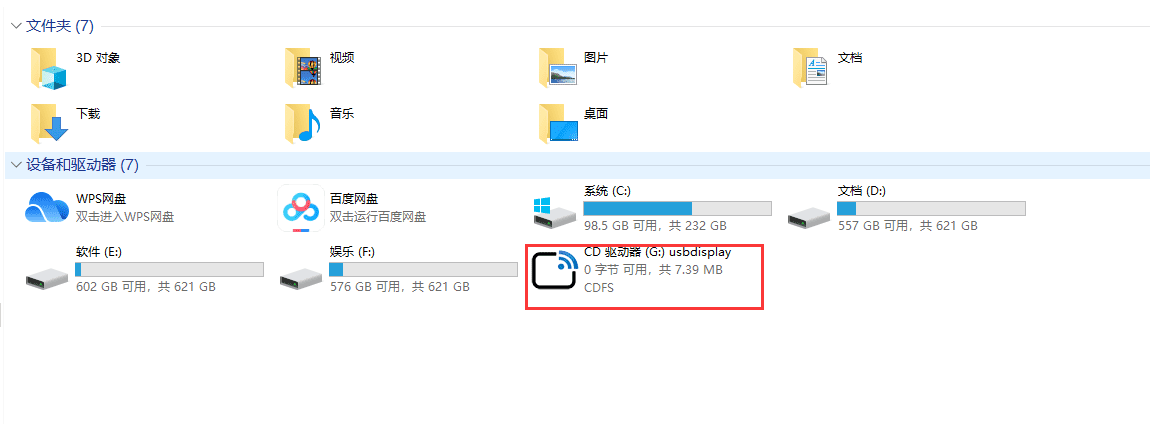 文件夹 (7)
3D 对象
视频
图片
文档
下载
音乐
桌面
设备和驱动器 (7)
WPS网盘
双击进入WPS网盘
百度网盘
双击运行百度网盘
系统 (C:)
98.5 GB 可用，共 232 GB
文档 (D:)
557 GB 可用，共 621 GB
软件 (E:)
602 GB 可用，共 621 GB
娱乐 (F:)
576 GB 可用，共 621 GB
CD 驱动器 (G:) usbdisplay
0 字节 可用，共 7.39 MB
CDFS